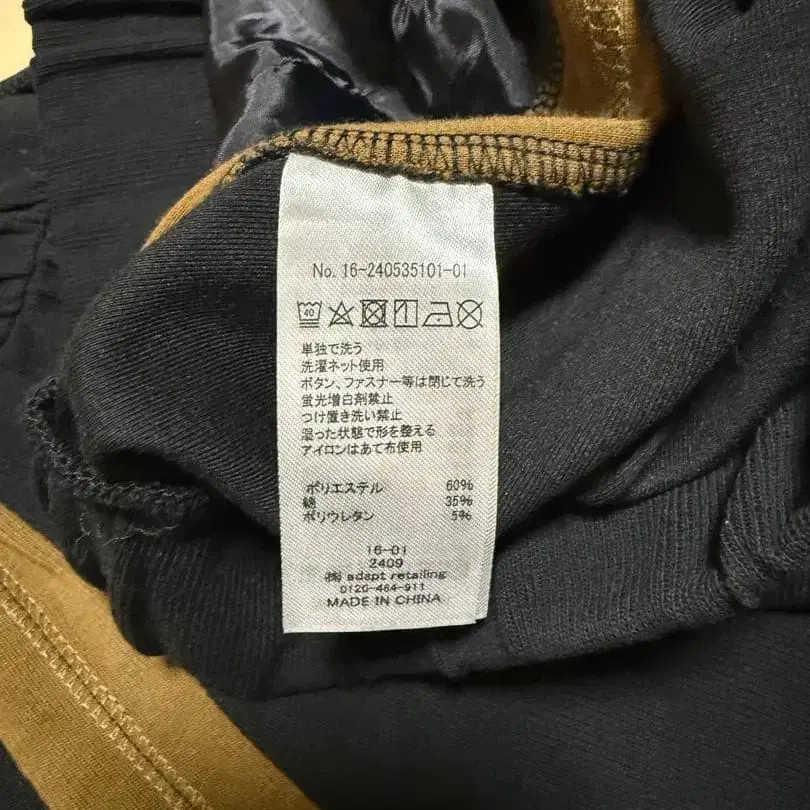 No. 16-240535101-01
40
単独で洗う
洗濯ネット使用
ボタン、ファスナー等は閉じて洗う
蛍光増白剤禁止
つけ置き洗い禁止
湿った状態で形を整える
アイロンはあて布使用
ポリエステル 60%
綿 35%
ポリウレタン 5%
16-01
2409
㈱ adapt retailing
0120-464-911
MADE IN CHINA